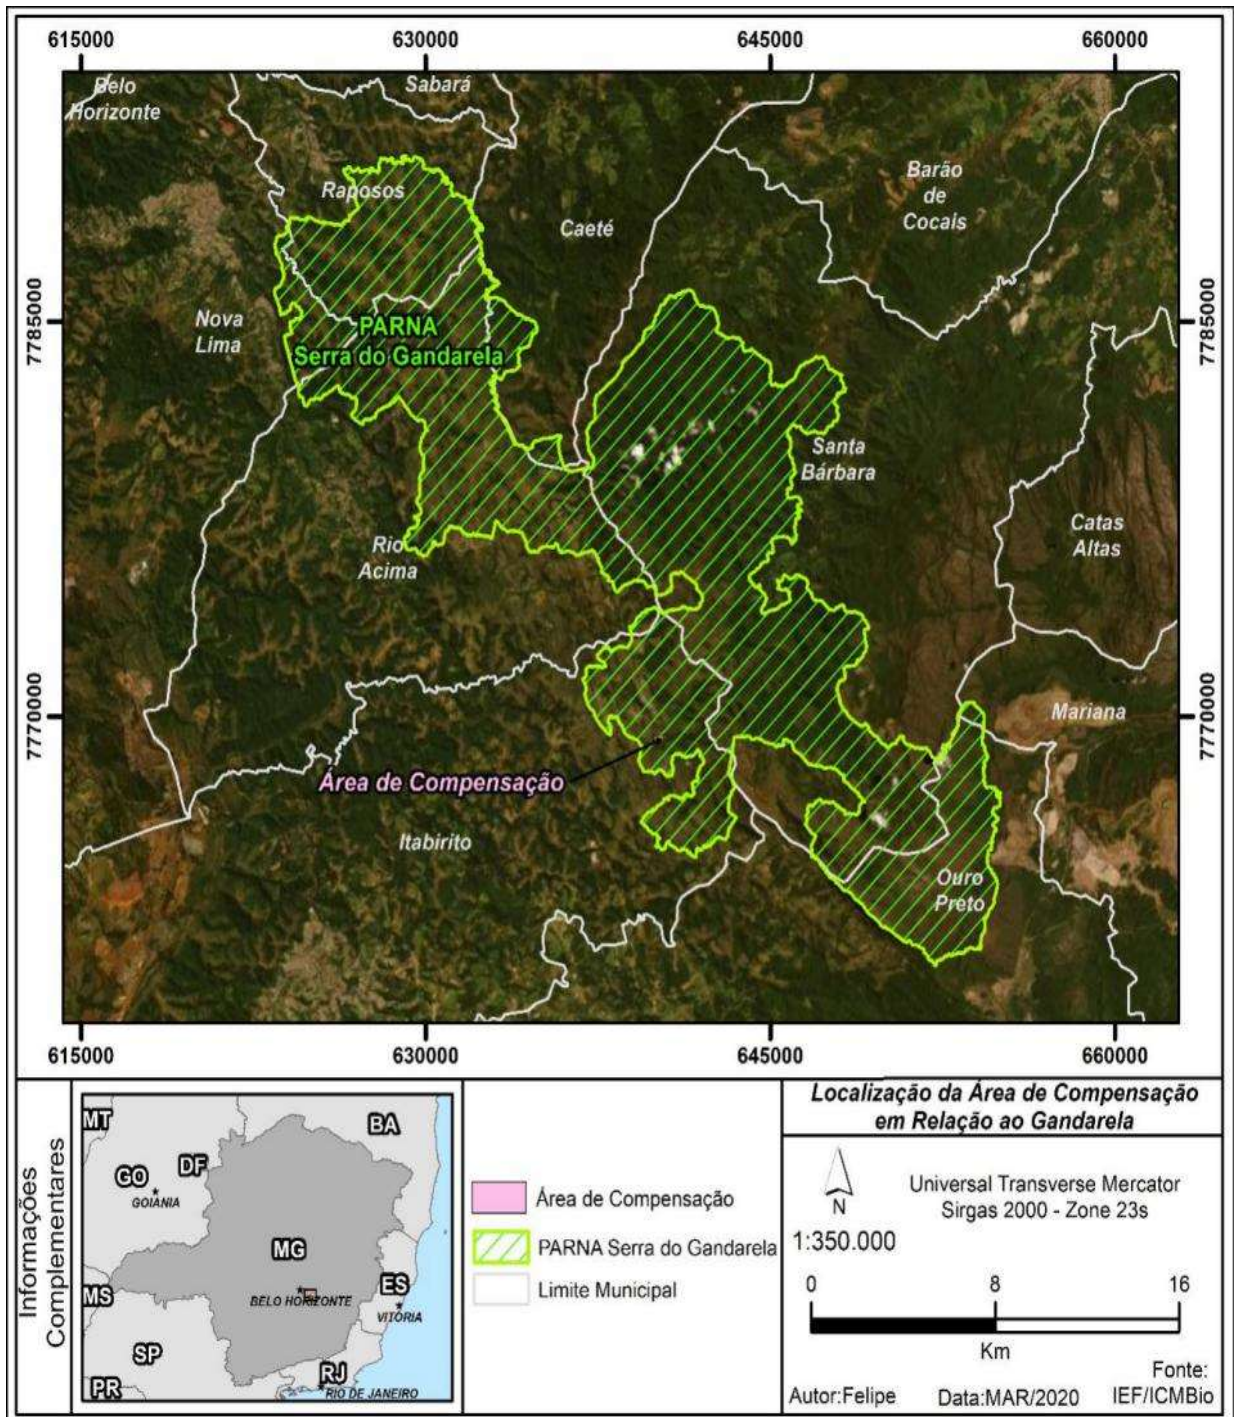 615000
630000
645000
660000
Belo
Horizonte
Sabará
Raposos
Caeté
Barão
de
Cocais
7785000
7785000
Nova
Lima
PARNA
Serra do Gandarela
Santa
Bárbara
Catas
Altas
Rio
Acima
7770000
7770000
Mariana
Área de Compensação
Itabirito
Ouro
Preto
615000
630000
645000
660000
Informações
Complementares
MT
BA
GO
DF
GOIÂNIA
MG
MS
BELO HORIZONTE
ES
VITÓRIA
SP
RJ
PR
RIO DE JANEIRO
Área de Compensação
PARNA Serra do Gandarela
Limite Municipal
Localização da Área de Compensação
em Relação ao Gandarela
N
Universal Transverse Mercator
Sirgas 2000 - Zone 23s
1:350.000
0 8 16
Km
Autor:Felipe Data:MAR/2020 Fonte:
IEF/ICMBio